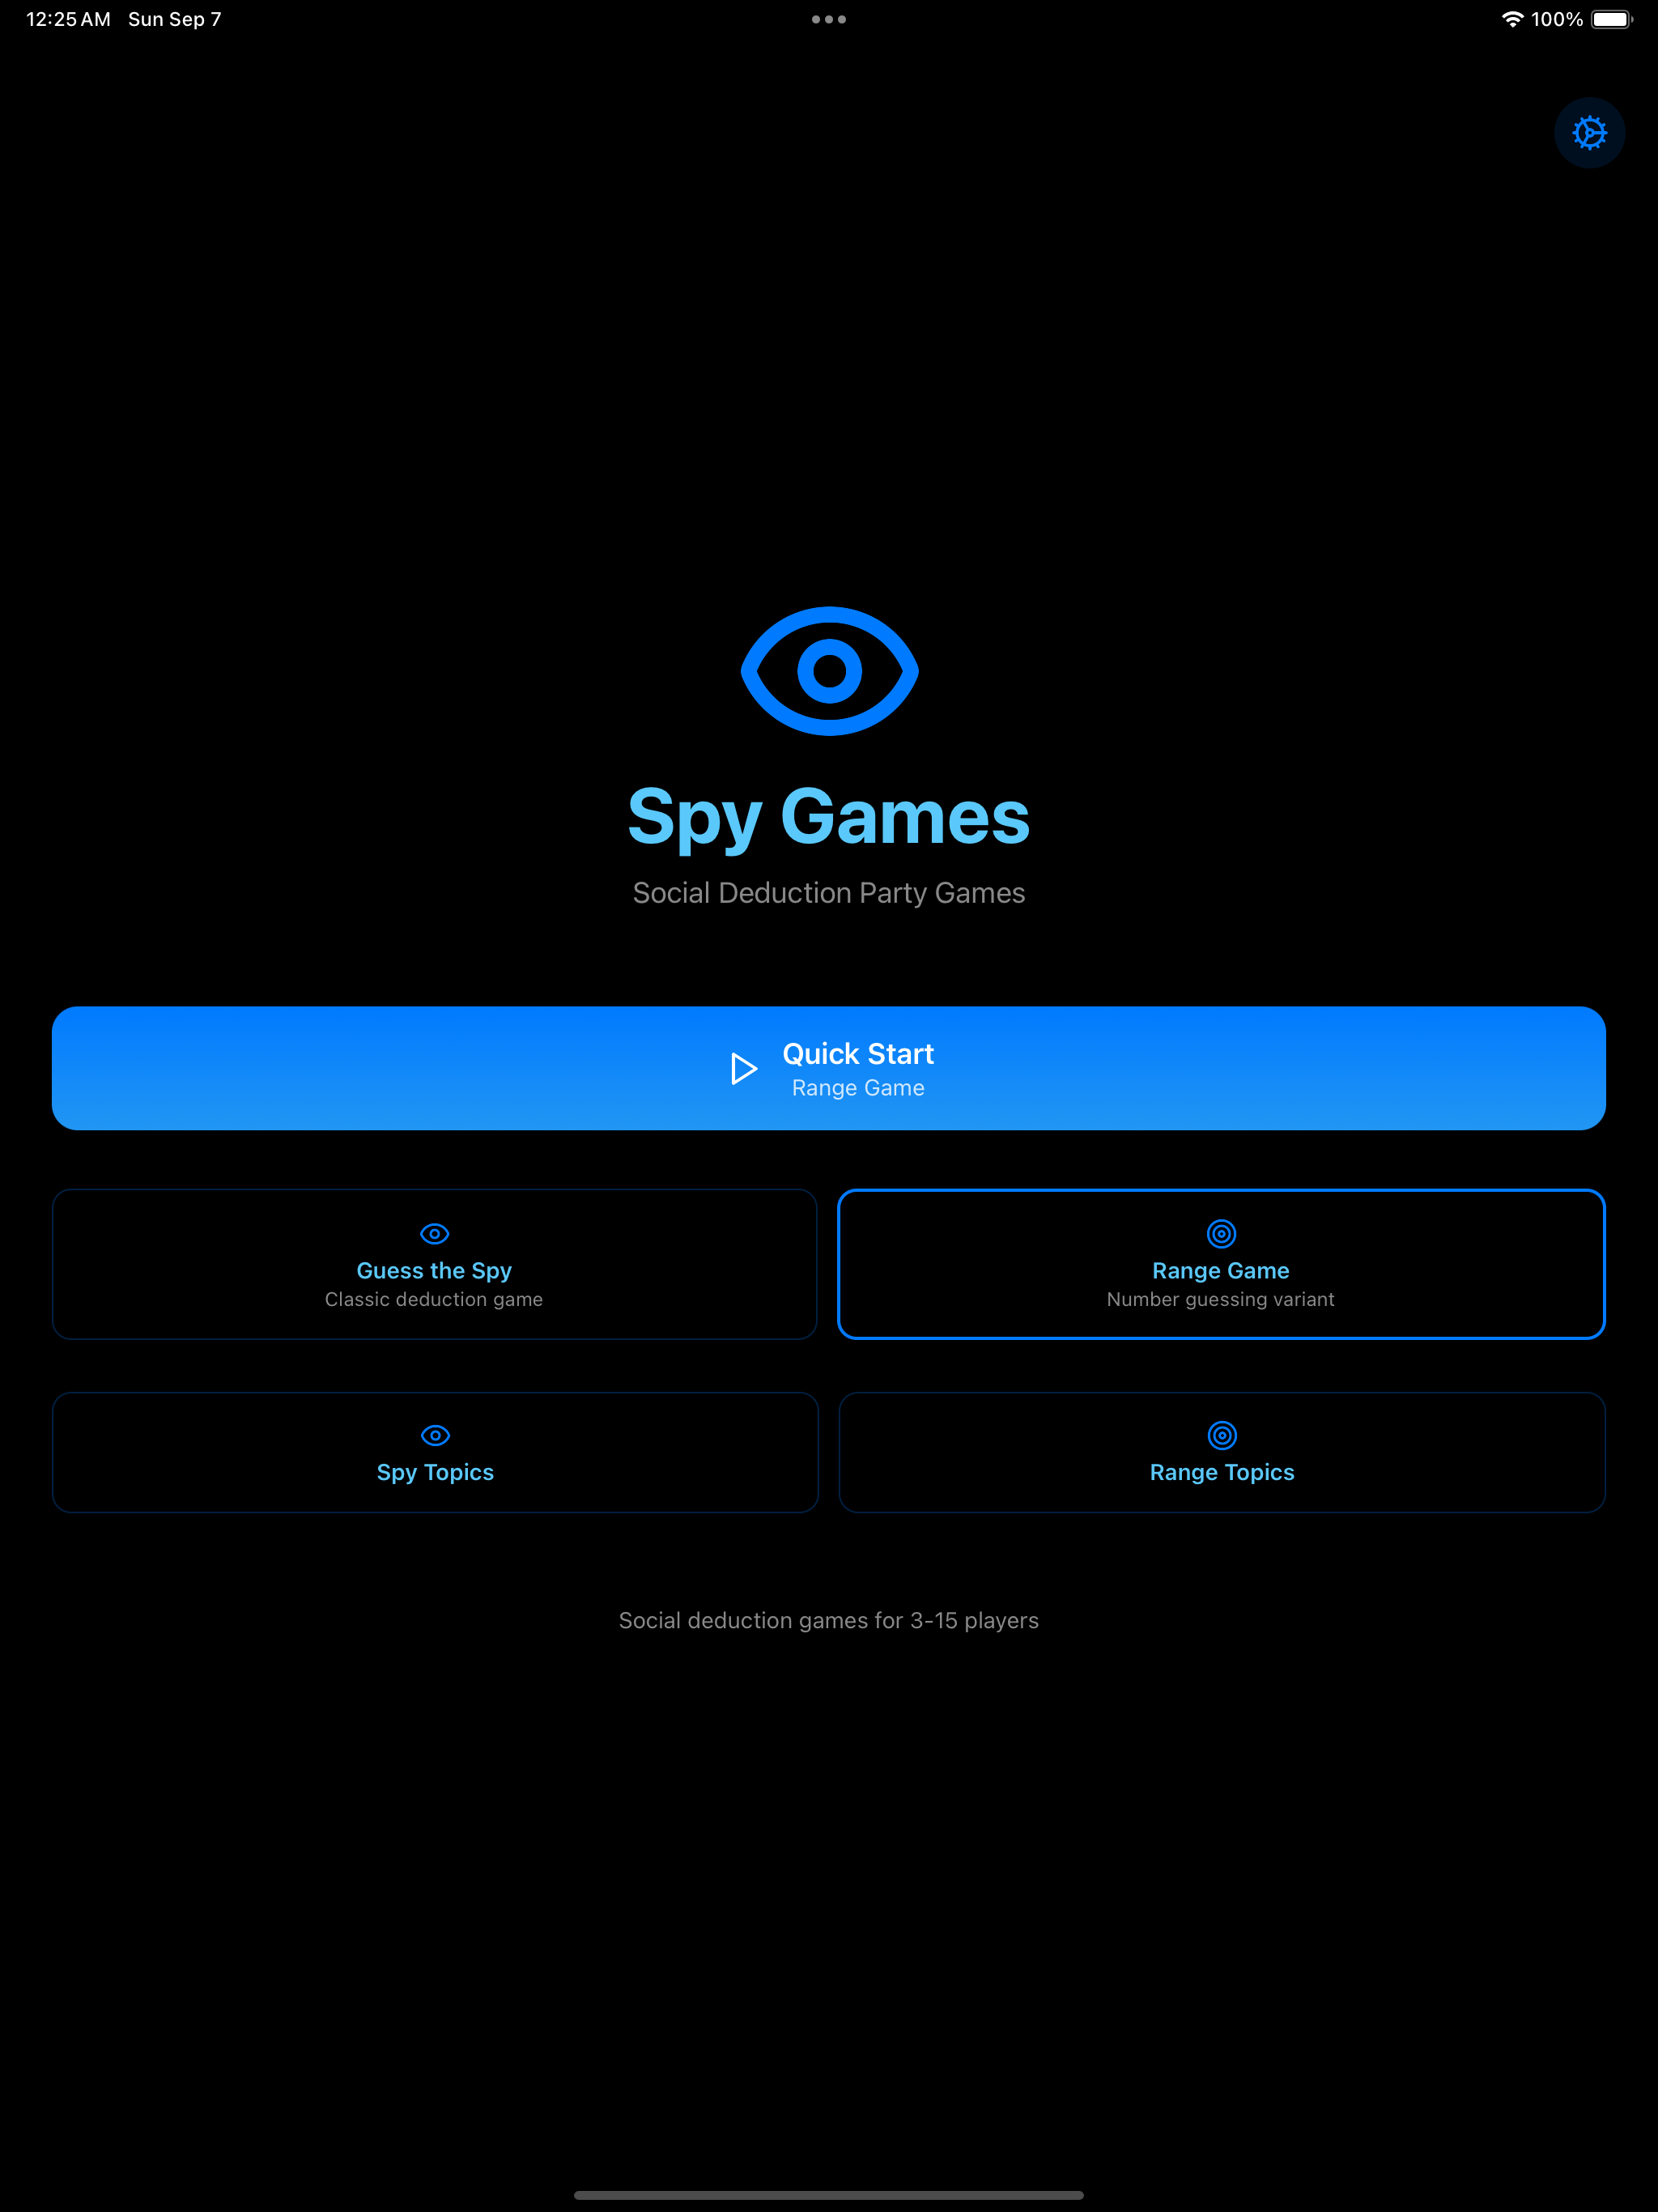 12:25 AM Sun Sep 7
100%
Spy Games
Social Deduction Party Games
Quick Start
Range Game
Guess the Spy
Classic deduction game
Range Game
Number guessing variant
Spy Topics
Range Topics
Social deduction games for 3-15 players